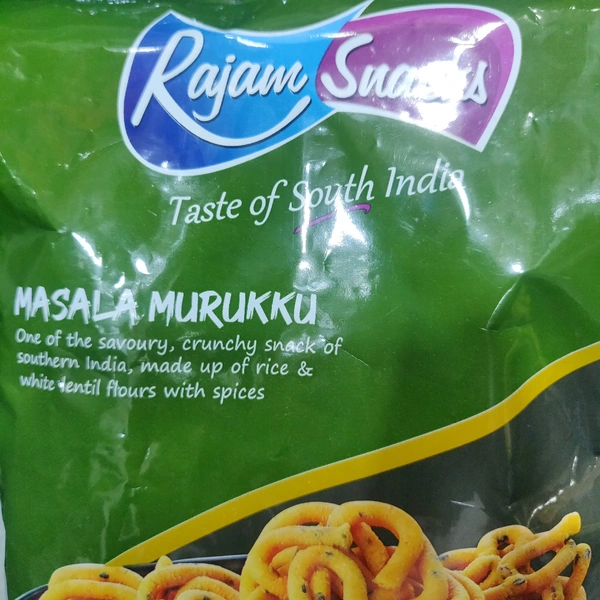 Rajam Snacks
Taste of South India
MASALA MURUKKU
One of the savoury, crunchy snack of
southern India, made up of rice &
white lentil flours with spices